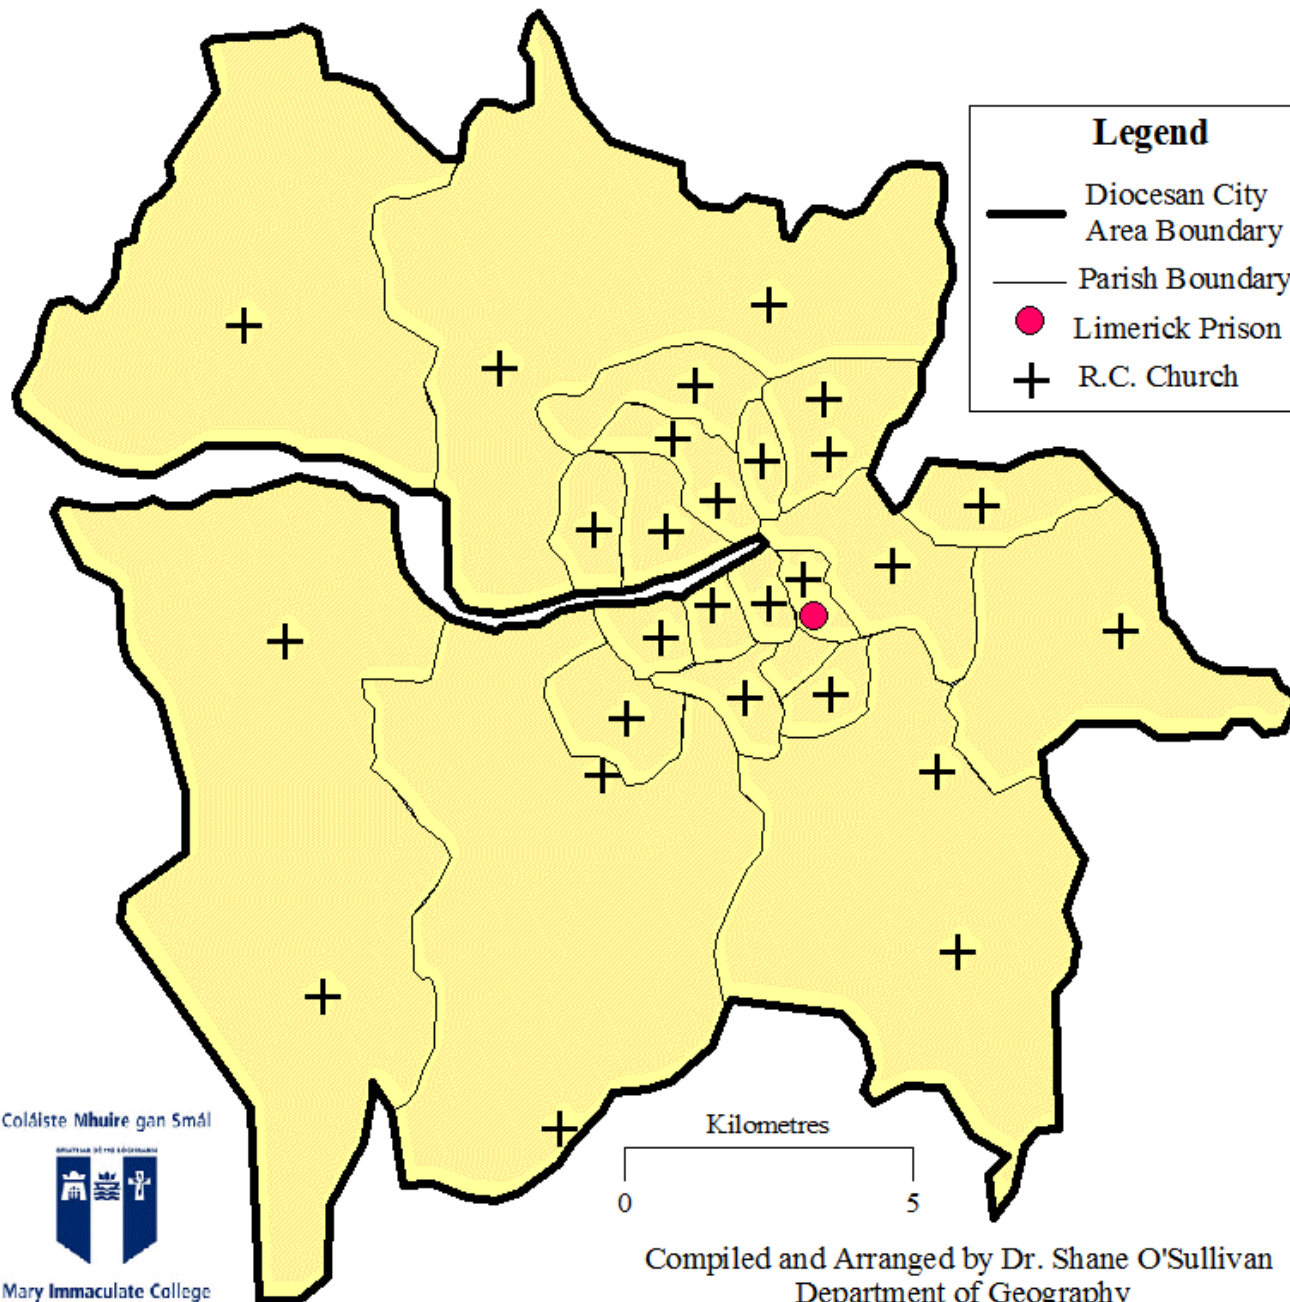 Legend
Diocesan City
Area Boundary
Parish Boundary
Limerick Prison
R.C. Church
Coláiste Mhuire gan Smál
Mary Immaculate College
Kilometres
0 5
Compiled and Arranged by Dr. Shane O'Sullivan
Department of Geography